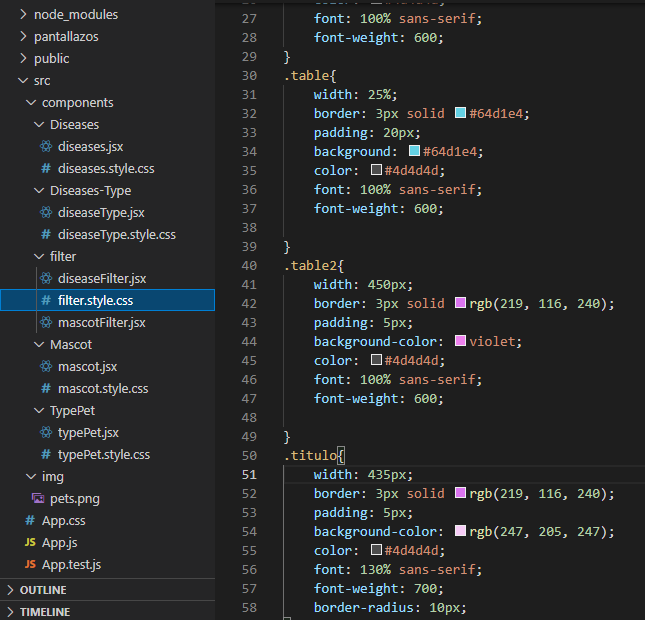 node_modules
pantallazos
public
src
components
Diseases
diseases.jsx
# diseases.style.css
Diseases-Type
diseaseType.jsx
# diseaseType.style.css
filter
diseaseFilter.jsx
# filter.style.css
mascotFilter.jsx
Mascot
mascot.jsx
# mascot.style.css
TypePet
typePet.jsx
# typePet.style.css
img
pets.png
# App.css
JS App.js
JS App.test.js
OUTLINE
TIMELINE
27 font: 100% sans-serif;
28 font-weight: 600;
29 }
30 .table{
31 width: 25%;
32 border: 3px solid #64d1e4;
33 padding: 20px;
34 background: #64d1e4;
35 color: #4d4d4d;
36 font: 100% sans-serif;
37 font-weight: 600;
38
39 }
40 .table2{
41 width: 450px;
42 border: 3px solid rgb(219, 116, 240);
43 padding: 5px;
44 background-color: violet;
45 color: #4d4d4d;
46 font: 100% sans-serif;
47 font-weight: 600;
48
49 }
50 .titulo{
51 width: 435px;
52 border: 3px solid rgb(219, 116, 240);
53 padding: 5px;
54 background-color: rgb(247, 205, 247);
55 color: #4d4d4d;
56 font: 130% sans-serif;
57 font-weight: 700;
58 border-radius: 10px;